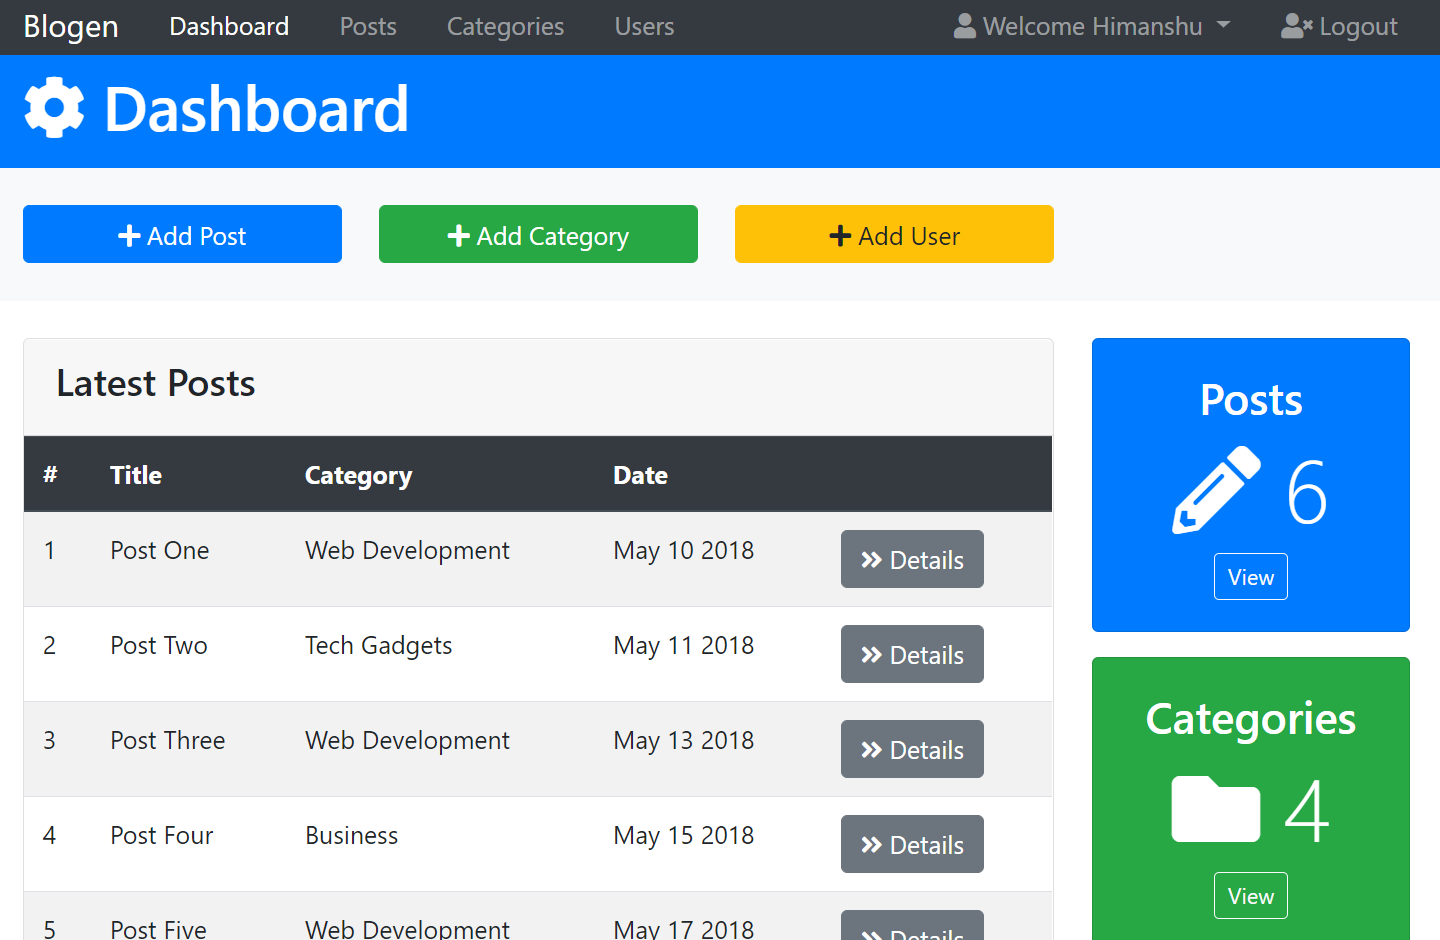 Blogen Dashboard Posts Categories Users Welcome Himanshu Logout
Dashboard
Add Post Add Category Add User
Latest Posts
# Title Category Date
1 Post One Web Development May 10 2018 Details
2 Post Two Tech Gadgets May 11 2018 Details
3 Post Three Web Development May 13 2018 Details
4 Post Four Business May 15 2018 Details
5 Post Five Web Development May 17 2018 Details
Posts
6
View
Categories
4
View